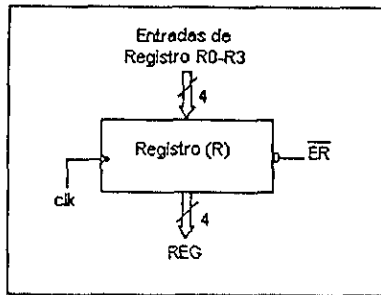 Entradas de
Registro R0-R3
4
Registro (R)
ER
clk
4
REG